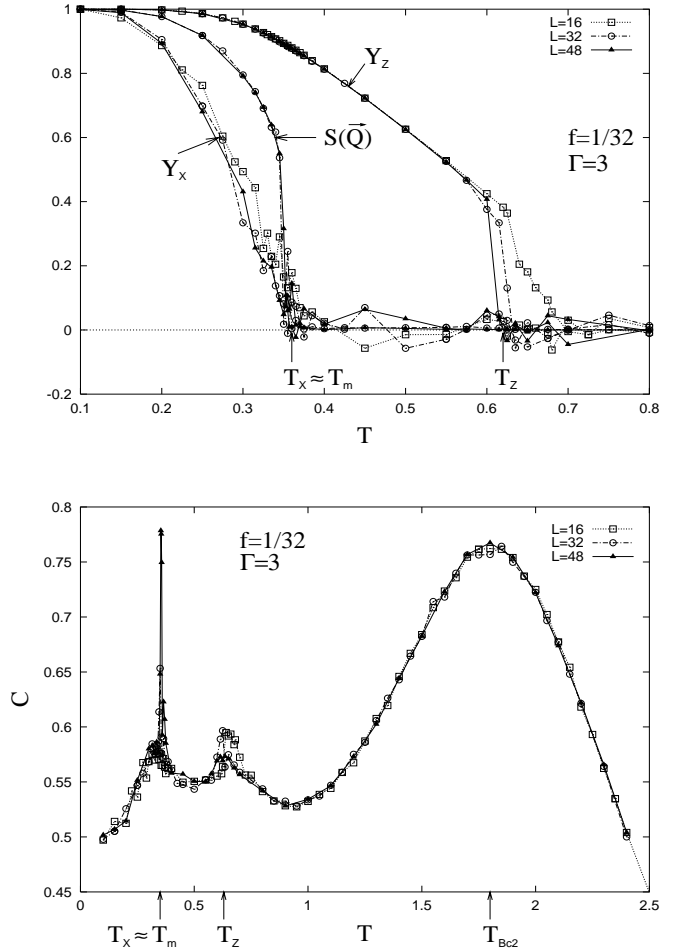 1
0.8
0.6
0.4
0.2
0
-0.2
0.1 0.2 0.3 0.4 0.5 0.6 0.7 0.8
T
L=16
L=32
L=48
Y_Z
S(Q⃗)
Y_X
f=1/32
Γ=3
T_X ≈ T_m
T_Z
0.8
0.75
0.7
0.65
0.6
0.55
0.5
0.45
C
f=1/32
Γ=3
L=16
L=32
L=48
0 0.5 1 1.5 2 2.5
T_X ≈ T_m
T_Z
T
T_Bc2